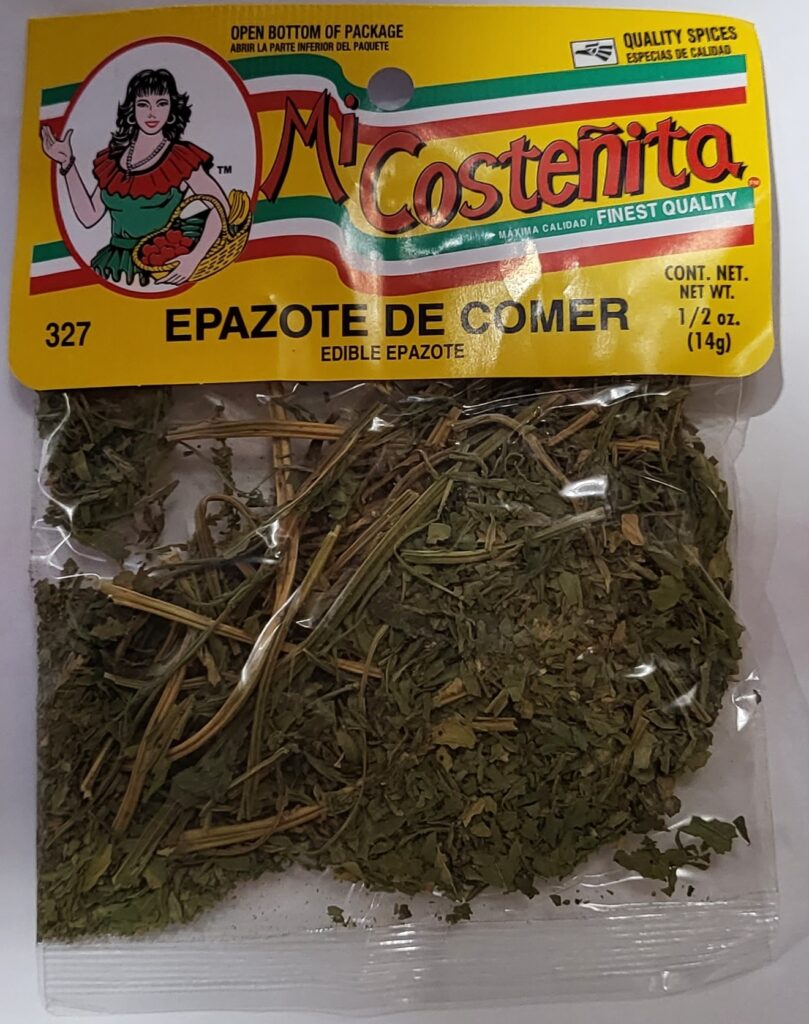 OPEN BOTTOM OF PACKAGE
ABRIR LA PARTE INFERIOR DEL PAQUETE
QUALITY SPICES
ESPECIAS DE CALIDAD
TM
Mi Costeñita
TM
MÁXIMA CALIDAD / FINEST QUALITY
CONT. NET.
NET WT.
1/2 oz.
(14g)
327
EPAZOTE DE COMER
EDIBLE EPAZOTE